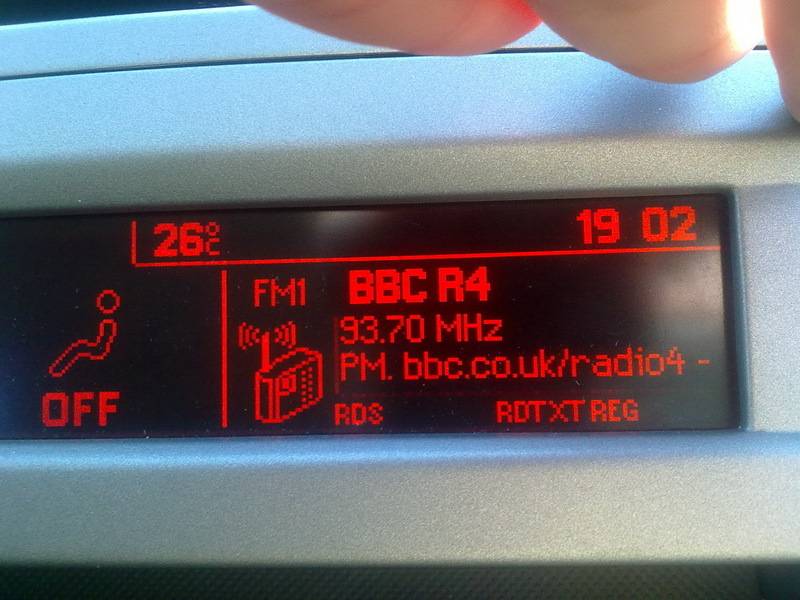 26°C 19 02
FM1 BBC R4
93.70 MHz
PM. bbc.co.uk/radio4 -
OFF
RDS RDTXT REG